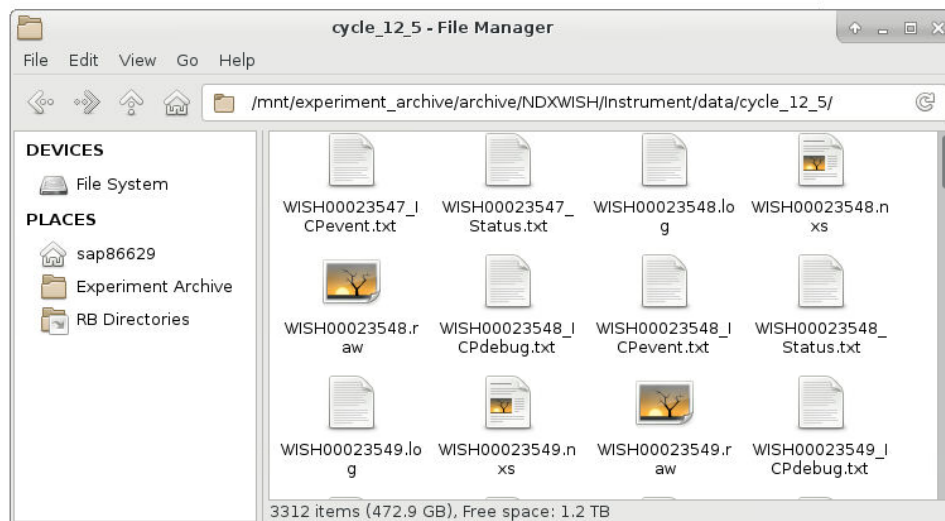 cycle_12_5 - File Manager
File Edit View Go Help
/mnt/experiment_archive/archive/NDXWISH/Instrument/data/cycle_12_5/
DEVICES
File System
PLACES
sap86629
Experiment Archive
RB Directories
WISH00023547_I
CPevent.txt
WISH00023547_
Status.txt
WISH00023548.lo
g
WISH00023548.n
xs
WISH00023548.r
aw
WISH00023548_I
CPdebug.txt
WISH00023548_I
CPevent.txt
WISH00023548_
Status.txt
WISH00023549.lo
g
WISH00023549.n
xs
WISH00023549.r
aw
WISH00023549_I
CPdebug.txt
3312 items (472.9 GB), Free space: 1.2 TB